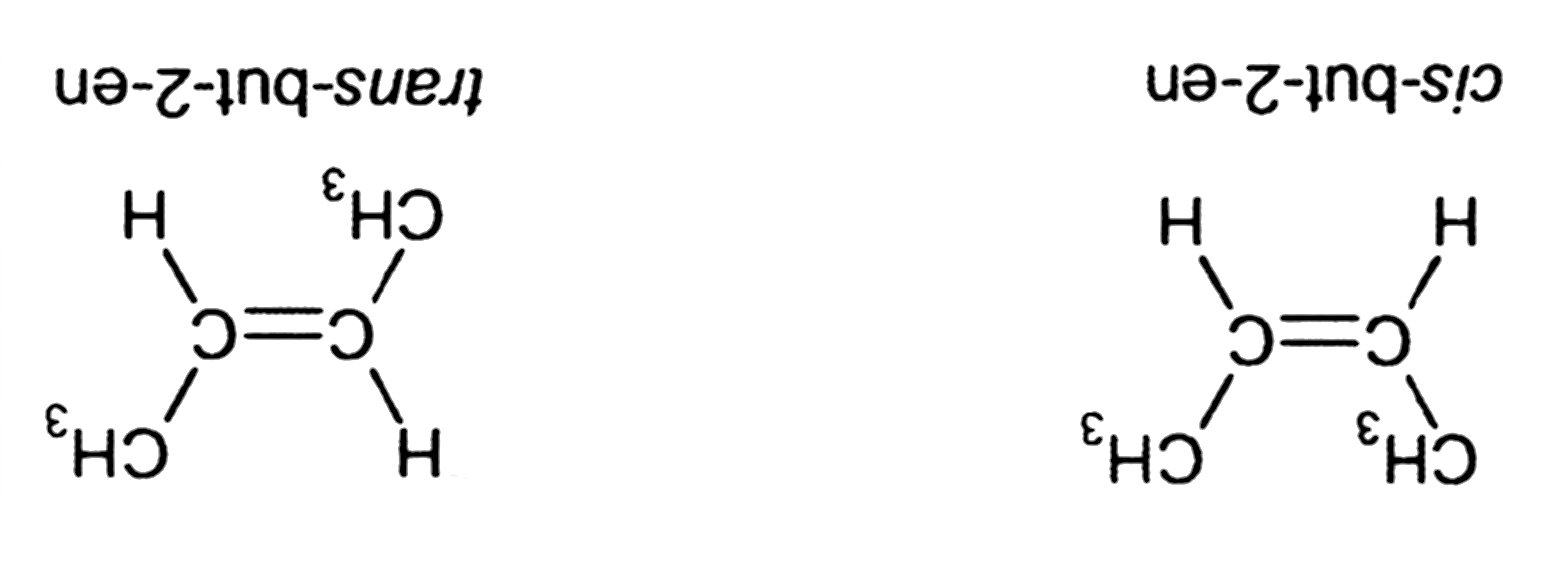 CH₃ CH₃ H CH₃
C=C C=C
H H CH₃ H
cis-but-2-en trans-but-2-en